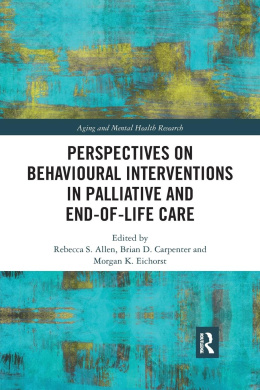 Aging and Mental Health Research
PERSPECTIVES ON
BEHAVIOURAL INTERVENTIONS
IN PALLIATIVE AND
END-OF-LIFE CARE
Edited by
Rebecca S. Allen, Brian D. Carpenter and
Morgan K. Eichorst
ROUTLEDGE